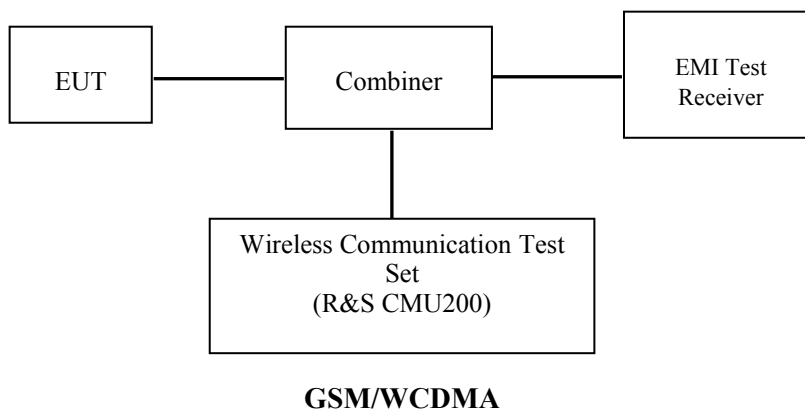 EUT
Combiner
EMI Test
Receiver
Wireless Communication Test
Set
(R&S CMU200)
GSM/WCDMA